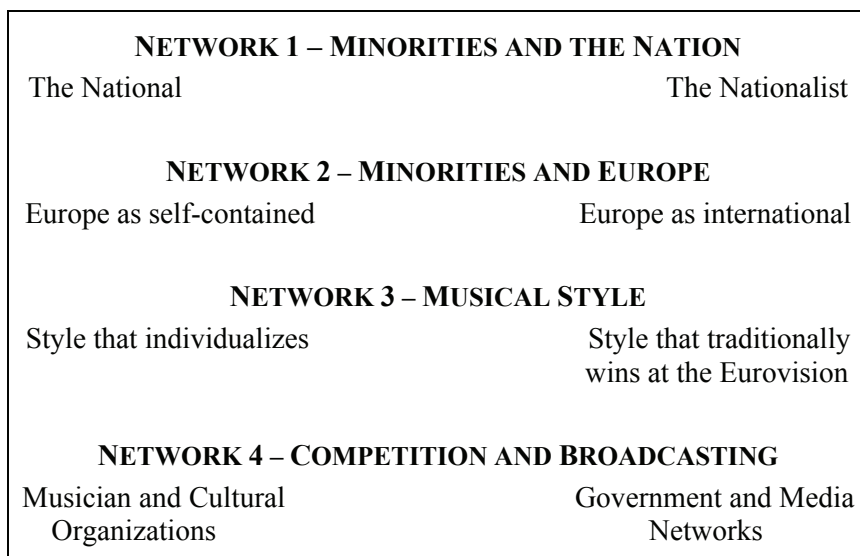 NETWORK 1 – MINORITIES AND THE NATION
The National The Nationalist
NETWORK 2 – MINORITIES AND EUROPE
Europe as self-contained Europe as international
NETWORK 3 – MUSICAL STYLE
Style that individualizes Style that traditionally
wins at the Eurovision
NETWORK 4 – COMPETITION AND BROADCASTING
Musician and Cultural Government and Media
Organizations Networks